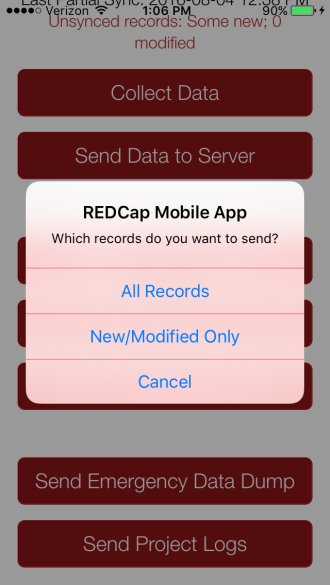 Last Partial Sync: 2016-08-04 12:58 PM
Verizon 1:06 PM 90%
Unsynced records: Some new; 0
modified
Collect Data
Send Data to Server
REDCap Mobile App
Which records do you want to send?
All Records
New/Modified Only
Cancel
Send Emergency Data Dump
Send Project Logs